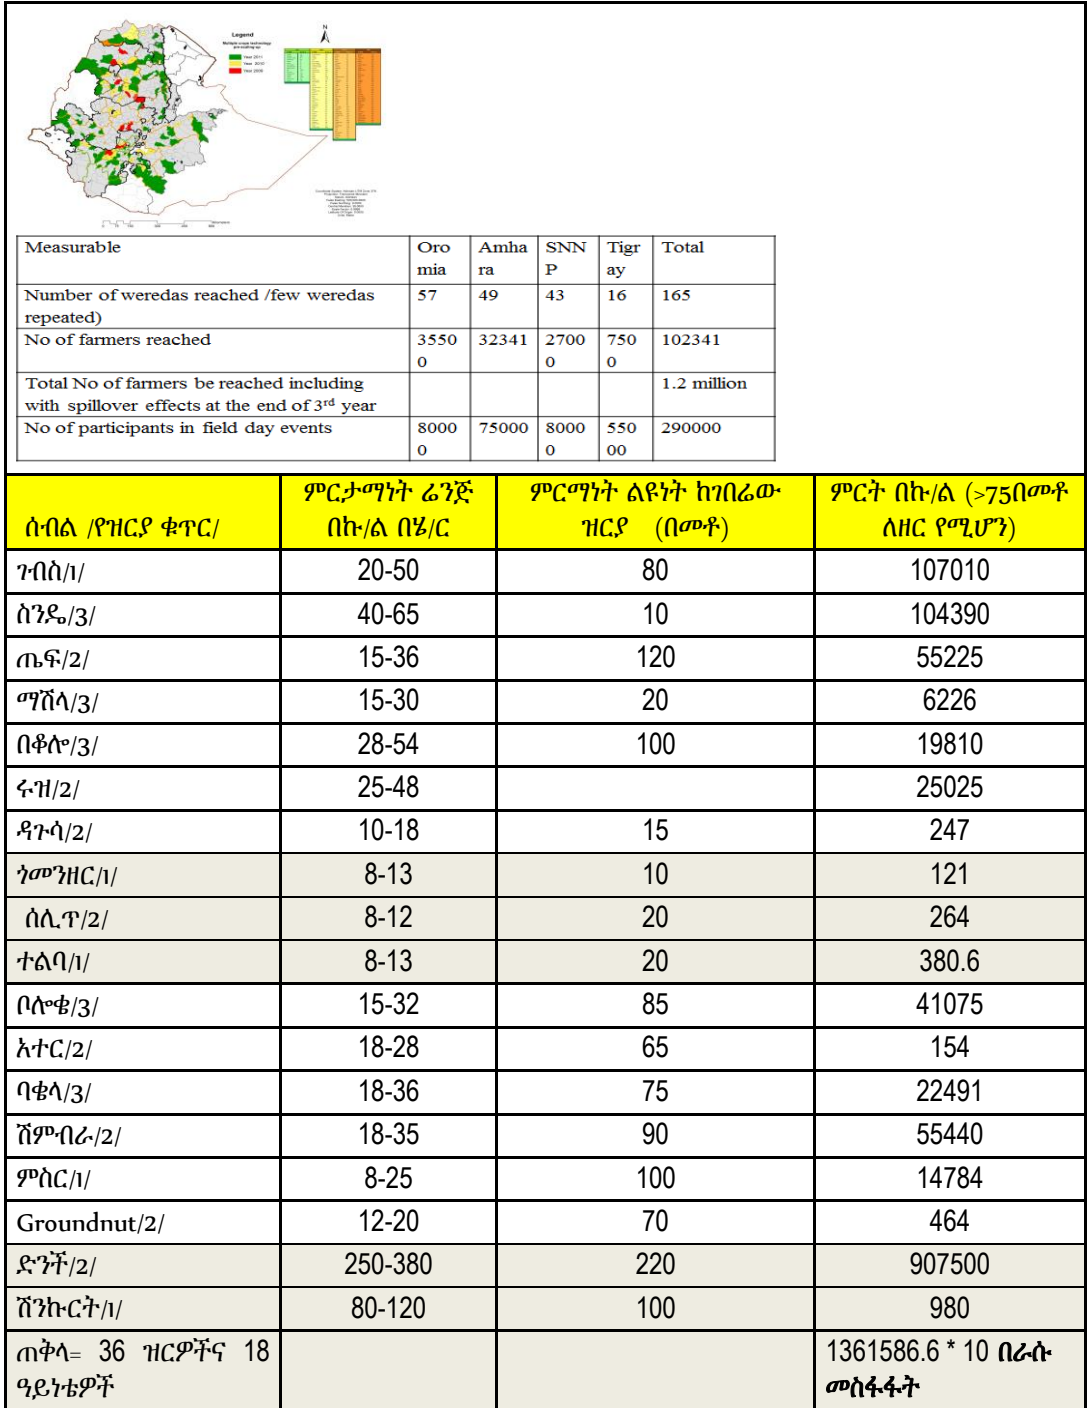 N
Legend
Multiple crops technology
pre-scaling up
Year 2011
Year 2010
Year 2009
Measurable Oro Amha SNN Tigr Total
mia ra P ay
Number of weredas reached /few weredas 57 49 43 16 165
repeated)
No of farmers reached 3550 32341 2700 750 102341
0 0 0
Total No of farmers be reached including 1.2 million
with spillover effects at the end of 3rd year
No of participants in field day events 8000 75000 8000 550 290000
0 0 00
ምርታማነት ሬንጅ ምርማነት ልዩነት ከገበሬው ምርት በኩ/ል (>75በመቶ
ሰብል /የዝርያ ቁጥር/ በኩ/ል በሄ/ር ዝርያ (በመቶ) ለዘር የሚሆን)
ገብስ/1/ 20-50 80 107010
ስንዴ/3/ 40-65 10 104390
ጤፍ/2/ 15-36 120 55225
ማሽላ/3/ 15-30 20 6226
በቆሎ/3/ 28-54 100 19810
ሩዝ/2/ 25-48 25025
ዳጉሳ/2/ 10-18 15 247
ጎመንዘር/1/ 8-13 10 121
ሰሊጥ/2/ 8-12 20 264
ተልባ/1/ 8-13 20 380.6
ቦሎቄ/3/ 15-32 85 41075
አተር/2/ 18-28 65 154
ባቄላ/3/ 18-36 75 22491
ሽምብራ/2/ 18-35 90 55440
ምስር/1/ 8-25 100 14784
Groundnut/2/ 12-20 70 464
ድንች/2/ 250-380 220 907500
ሽንኩርት/1/ 80-120 100 980
ጠቅላ= 36 ዝርዎችና 18 1361586.6 * 10 በራሱ
ዓይነቴዎች መስፋፋት